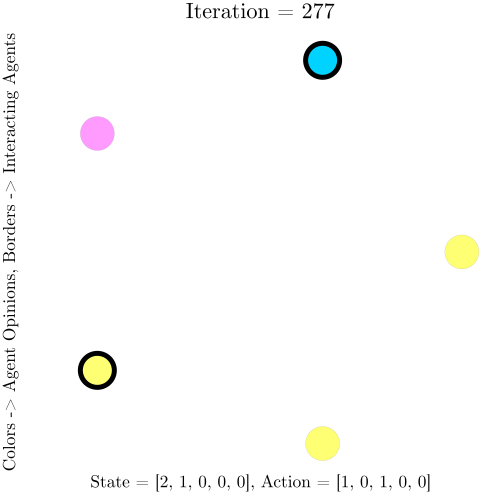 Iteration = 277
Colors -> Agent Opinions, Borders -> Interacting Agents
State = [2, 1, 0, 0, 0], Action = [1, 0, 1, 0, 0]